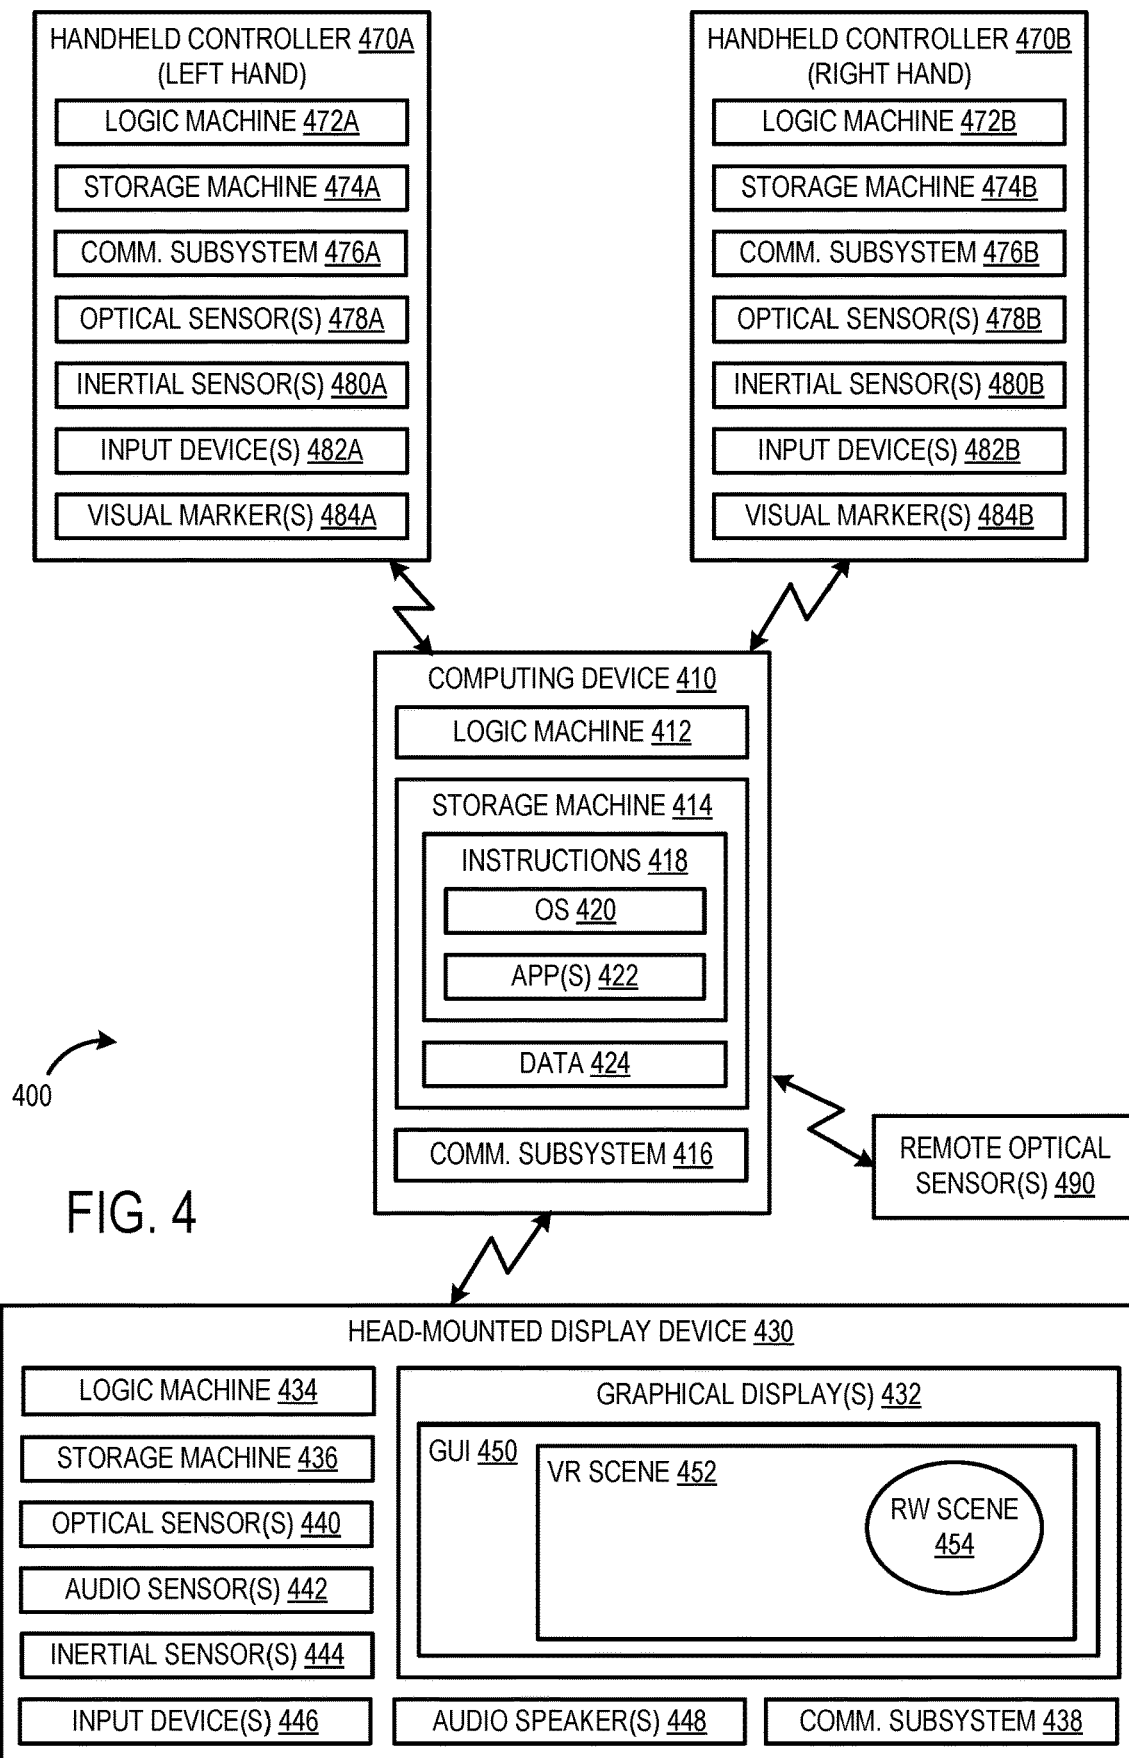 HANDHELD CONTROLLER 470A
(LEFT HAND)
LOGIC MACHINE 472A
STORAGE MACHINE 474A
COMM. SUBSYSTEM 476A
OPTICAL SENSOR(S) 478A
INERTIAL SENSOR(S) 480A
INPUT DEVICE(S) 482A
VISUAL MARKER(S) 484A
HANDHELD CONTROLLER 470B
(RIGHT HAND)
LOGIC MACHINE 472B
STORAGE MACHINE 474B
COMM. SUBSYSTEM 476B
OPTICAL SENSOR(S) 478B
INERTIAL SENSOR(S) 480B
INPUT DEVICE(S) 482B
VISUAL MARKER(S) 484B
COMPUTING DEVICE 410
LOGIC MACHINE 412
STORAGE MACHINE 414
INSTRUCTIONS 418
OS 420
APP(S) 422
DATA 424
COMM. SUBSYSTEM 416
400
FIG. 4
REMOTE OPTICAL
SENSOR(S) 490
HEAD-MOUNTED DISPLAY DEVICE 430
LOGIC MACHINE 434
STORAGE MACHINE 436
OPTICAL SENSOR(S) 440
AUDIO SENSOR(S) 442
INERTIAL SENSOR(S) 444
INPUT DEVICE(S) 446
GRAPHICAL DISPLAY(S) 432
GUI 450
VR SCENE 452
RW SCENE
454
AUDIO SPEAKER(S) 448
COMM. SUBSYSTEM 438